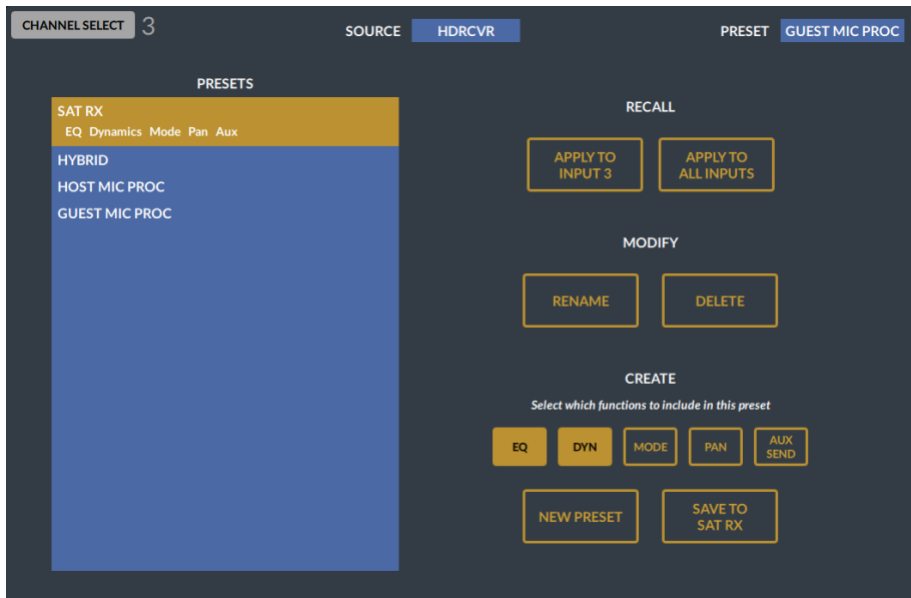 CHANNEL SELECT 3 SOURCE HDRCVR PRESET GUEST MIC PROC
PRESETS
SAT RX
EQ Dynamics Mode Pan Aux
HYBRID
HOST MIC PROC
GUEST MIC PROC
RECALL
APPLY TO
INPUT 3
APPLY TO
ALL INPUTS
MODIFY
RENAME
DELETE
CREATE
Select which functions to include in this preset
EQ
DYN
MODE
PAN
AUX
SEND
NEW PRESET
SAVE TO
SAT RX